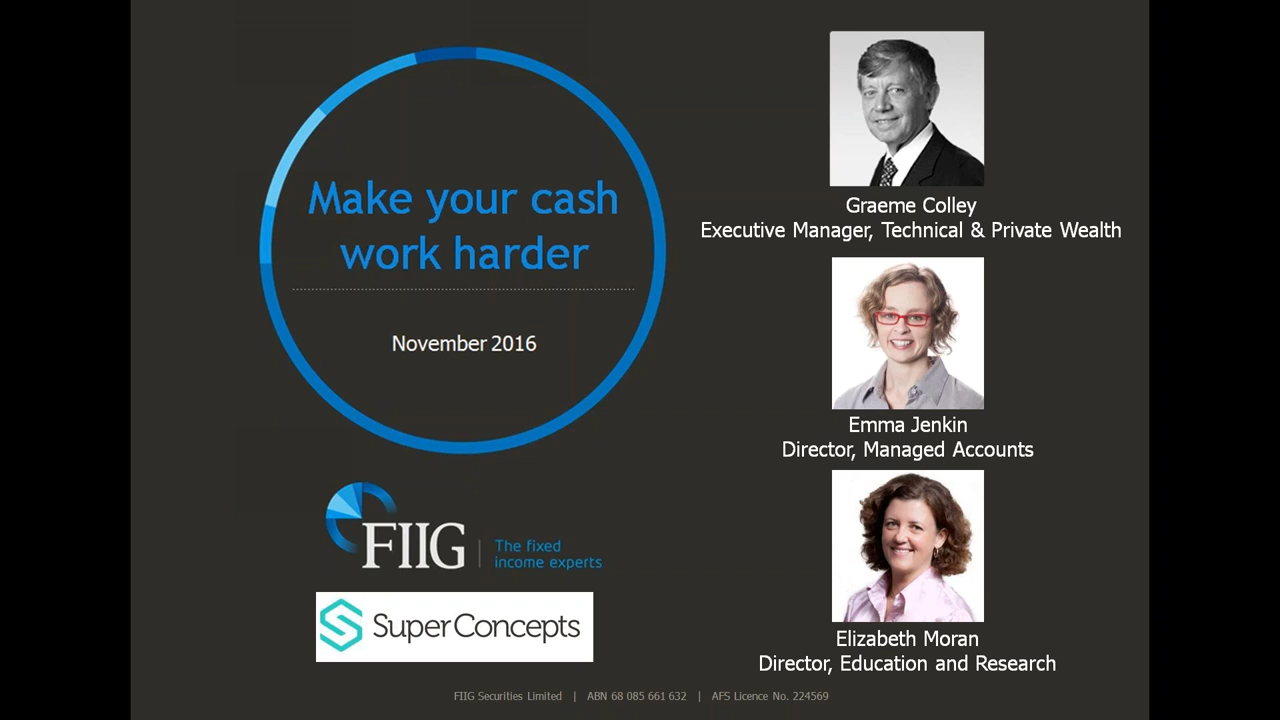 Make your cash
work harder
November 2016
FIIG
The fixed
income experts
SuperConcepts
Graeme Colley
Executive Manager, Technical & Private Wealth
Emma Jenkin
Director, Managed Accounts
Elizabeth Moran
Director, Education and Research
FIIG Securities Limited | ABN 68 085 661 632 | AFS Licence No. 224569